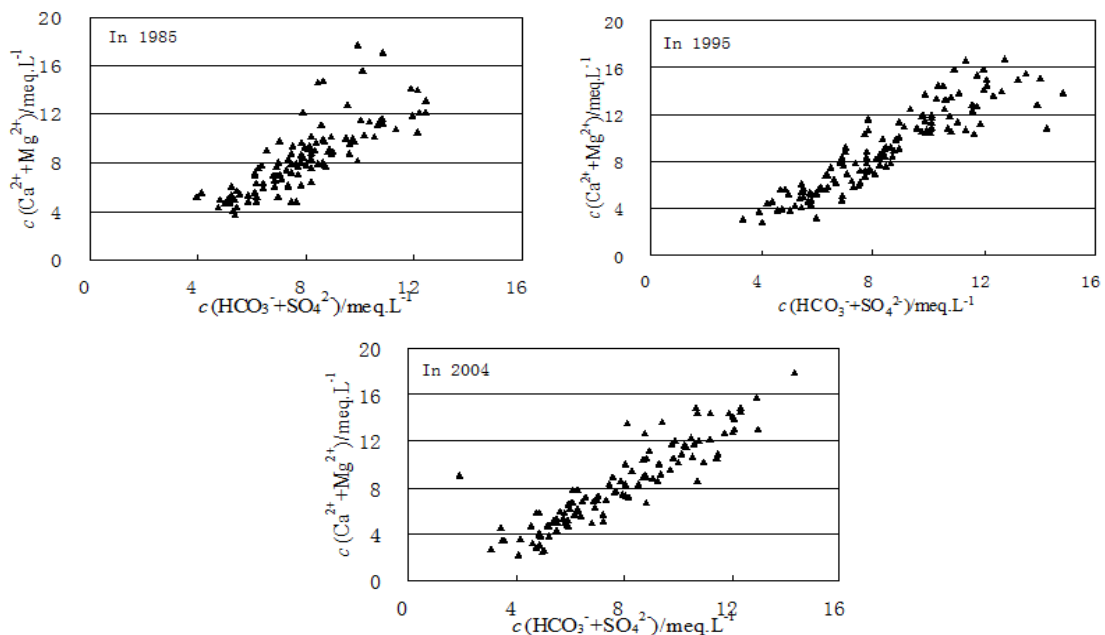 In 1985
c (Ca²⁺+Mg²⁺)/meq.L⁻¹
20
16
12
8
4
0
0 4 8 12 16
c (HCO₃⁻+SO₄²⁻)/meq.L⁻¹
In 1995
c (Ca²⁺+Mg²⁺)/meq.L⁻¹
20
16
12
8
4
0
0 4 8 12 16
c (HCO₃⁻+SO₄²⁻)/meq.L⁻¹
In 2004
c (Ca²⁺+Mg²⁺)/meq.L⁻¹
20
16
12
8
4
0
0 4 8 12 16
c (HCO₃⁻+SO₄²⁻)/meq.L⁻¹